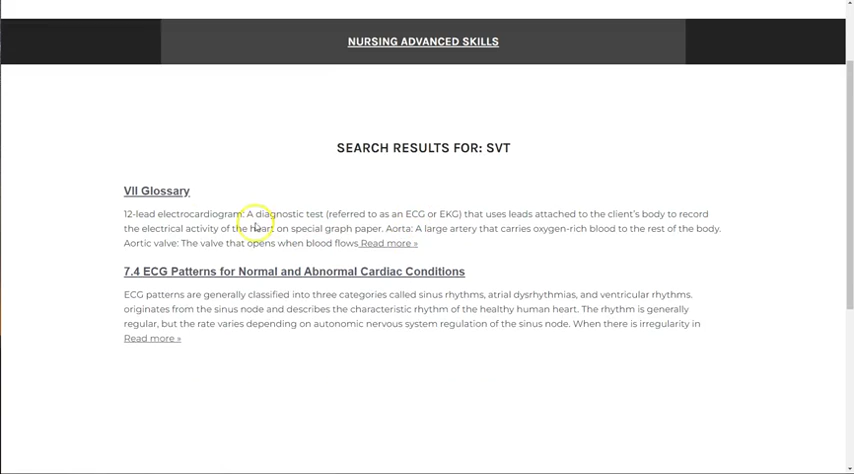 NURSING ADVANCED SKILLS
SEARCH RESULTS FOR: SVT
VII Glossary
12-lead electrocardiogram: A diagnostic test (referred to as an ECG or EKG) that uses leads attached to the client's body to record
the electrical activity of the heart on special graph paper. Aorta: A large artery that carries oxygen-rich blood to the rest of the body.
Aortic valve: The valve that opens when blood flows Read more »
7.4 ECG Patterns for Normal and Abnormal Cardiac Conditions
ECG patterns are generally classified into three categories called sinus rhythms, atrial dysrhythmias, and ventricular rhythms.
originates from the sinus node and describes the characteristic rhythm of the healthy human heart. The rhythm is generally
regular, but the rate varies depending on autonomic nervous system regulation of the sinus node. When there is irregularity in
Read more »